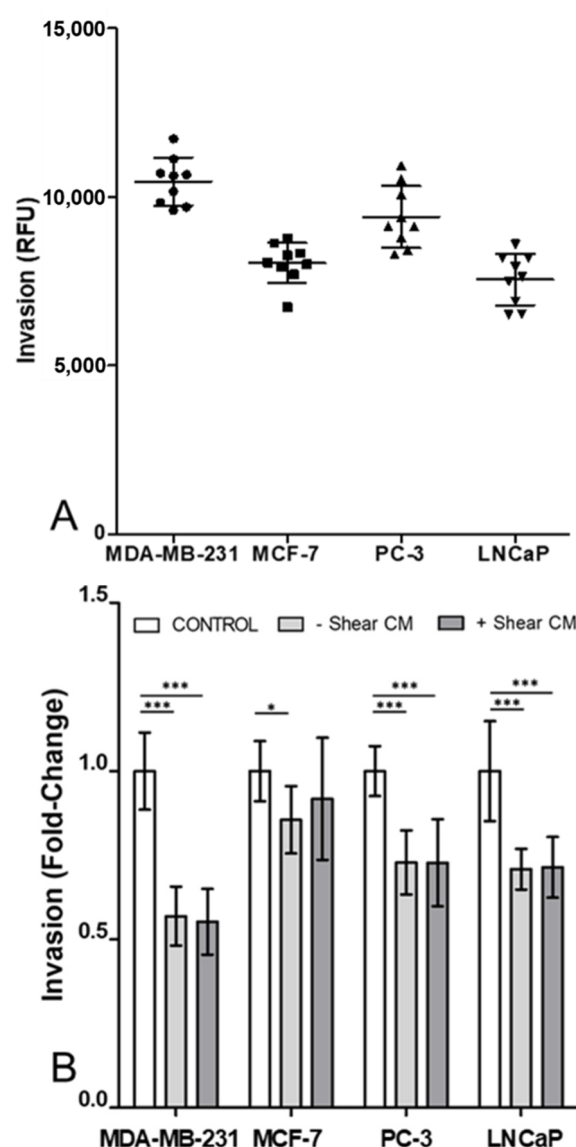 15,000
10,000
5,000
0
Invasion (RFU)
A
MDA-MB-231 MCF-7 PC-3 LNCaP
1.5
1.0
0.5
0.0
Invasion (Fold-Change)
CONTROL - Shear CM + Shear CM
***
***
*
***
***
***
***
B
MDA-MB-231 MCF-7 PC-3 LNCaP